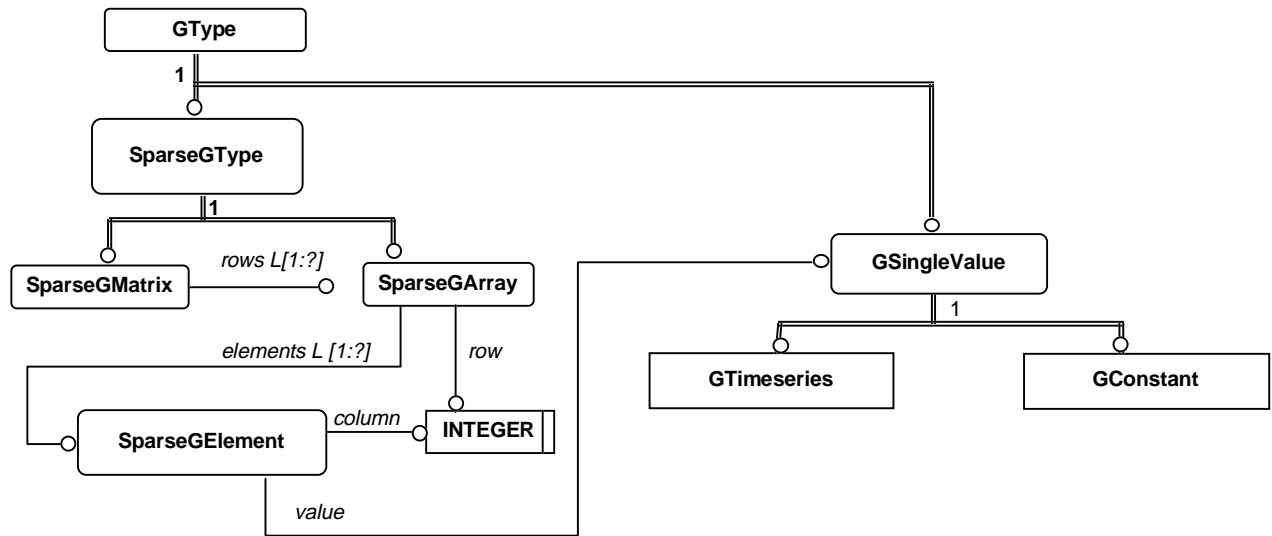 GType
1
SparseGType
1
rows L[1:?]
SparseGMatrix
SparseGArray
GSingleValue
1
elements L [1:?]
row
GTimeseries
GConstant
SparseGElement
column
INTEGER
value